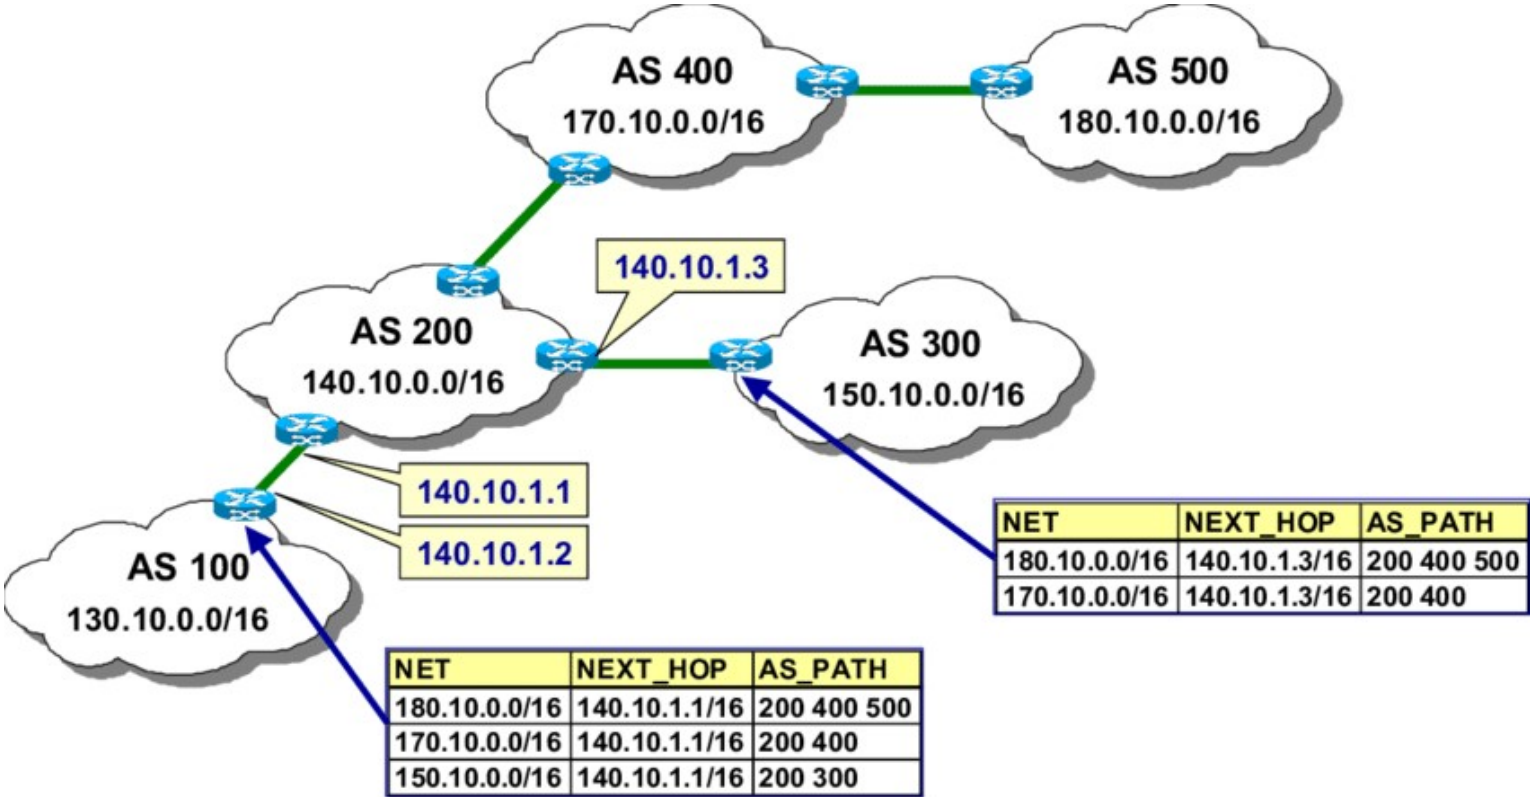 AS 400
170.10.0.0/16
AS 500
180.10.0.0/16
140.10.1.3
AS 200
140.10.0.0/16
AS 300
150.10.0.0/16
140.10.1.1
140.10.1.2
AS 100
130.10.0.0/16
NET NEXT_HOP AS_PATH
180.10.0.0/16 140.10.1.3/16 200 400 500
170.10.0.0/16 140.10.1.3/16 200 400
NET NEXT_HOP AS_PATH
180.10.0.0/16 140.10.1.1/16 200 400 500
170.10.0.0/16 140.10.1.1/16 200 400
150.10.0.0/16 140.10.1.1/16 200 300